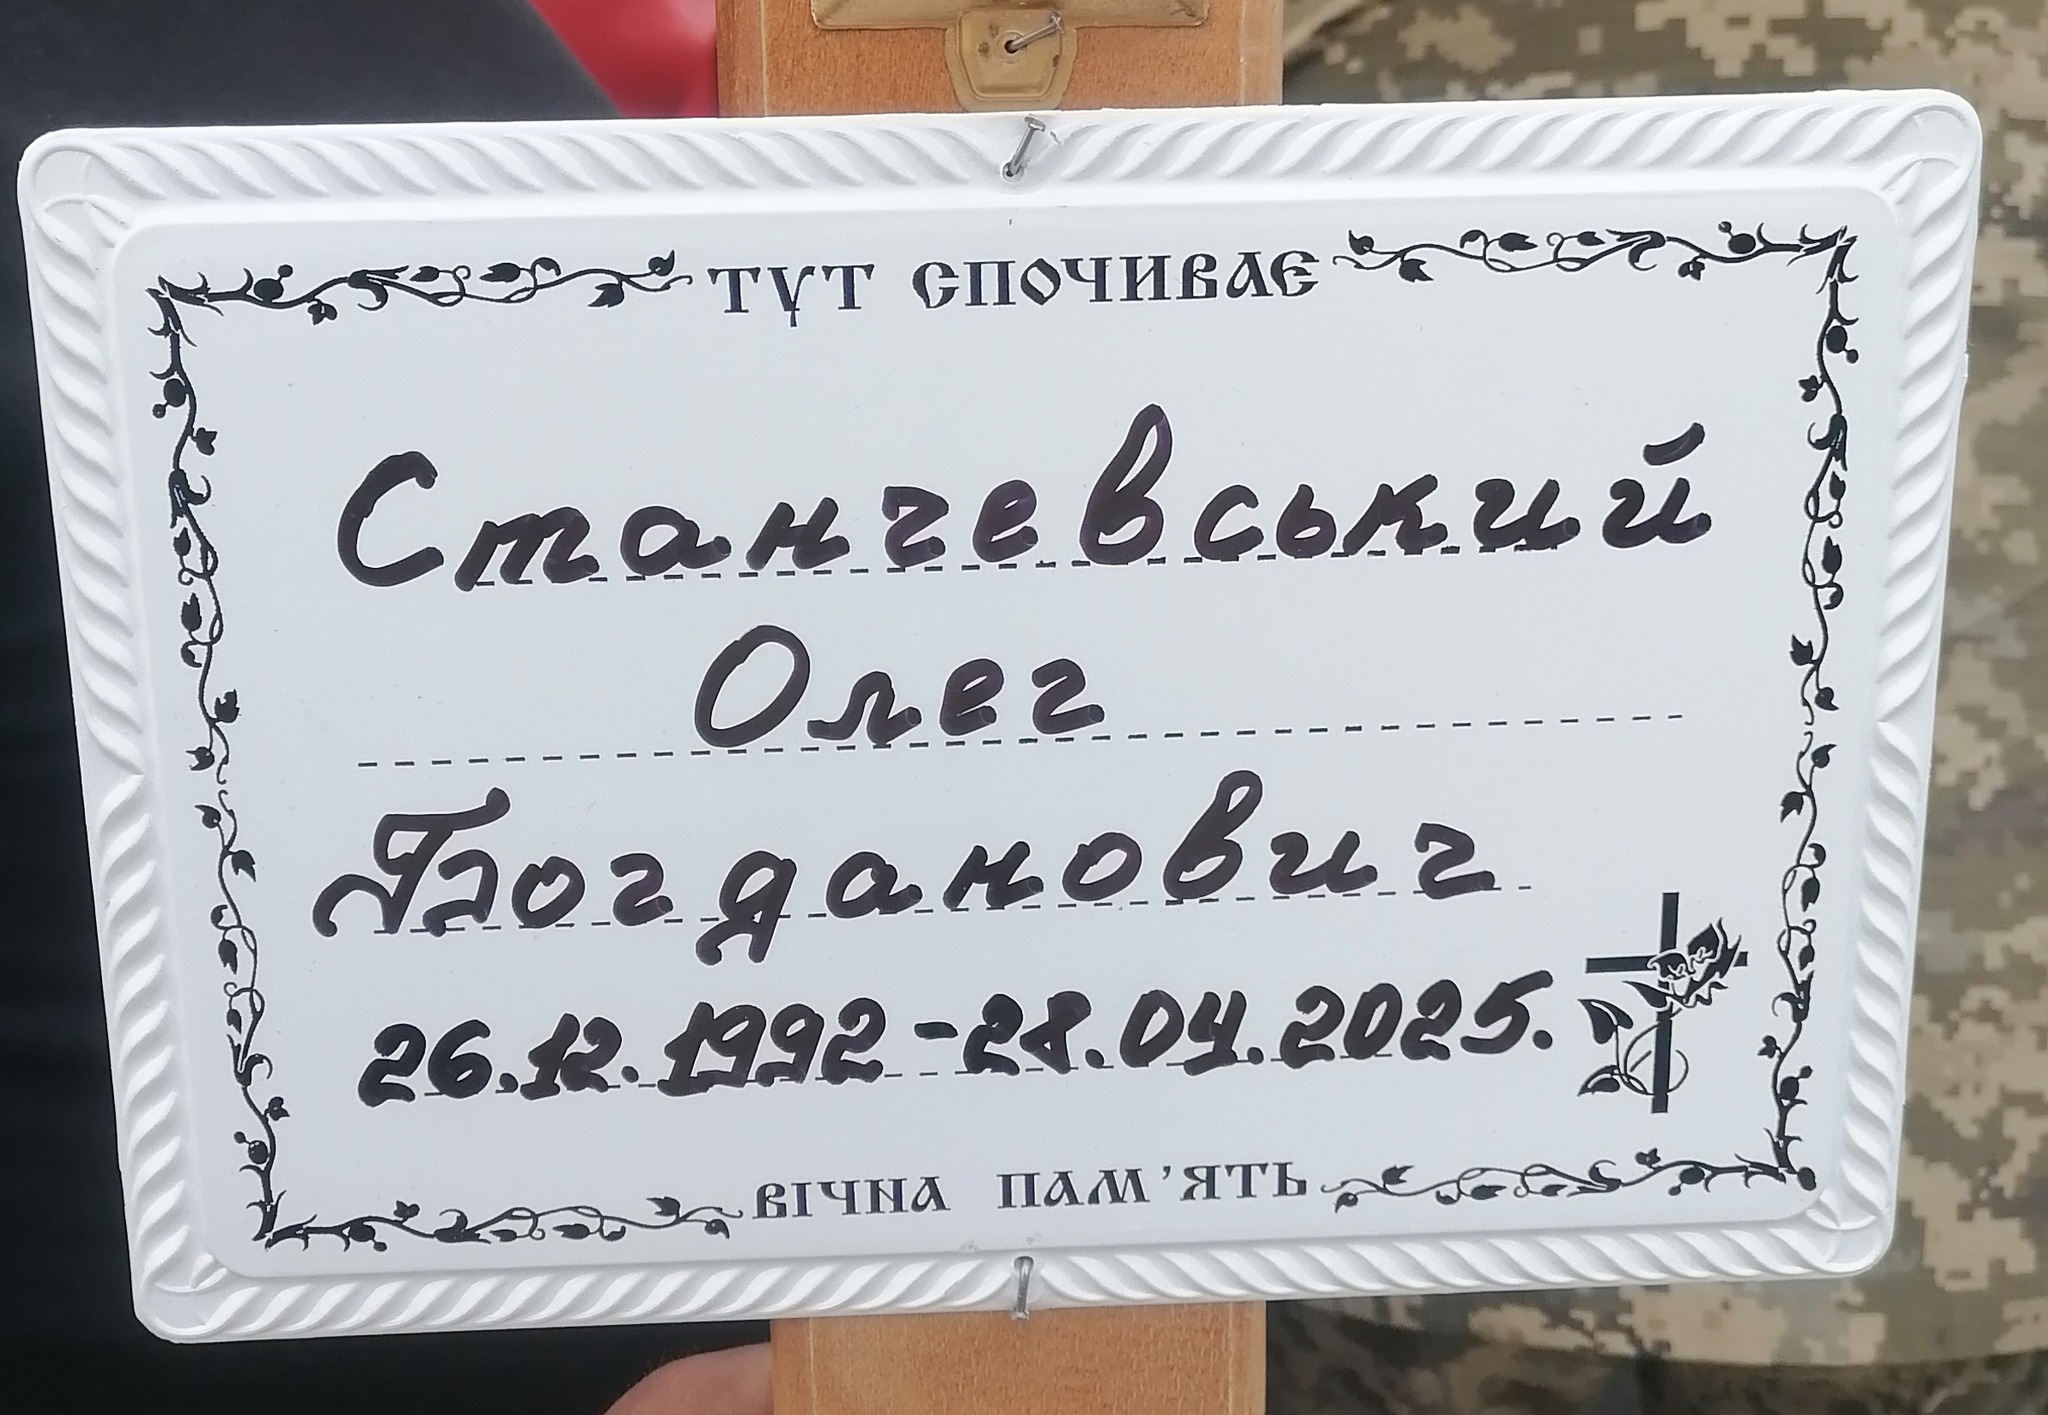 ТУТ СПОЧИВАЄ
Станчевський
Олег
Богданович
26.12.1992-28.04.2025.
ВІЧНА ПАМ'ЯТЬ